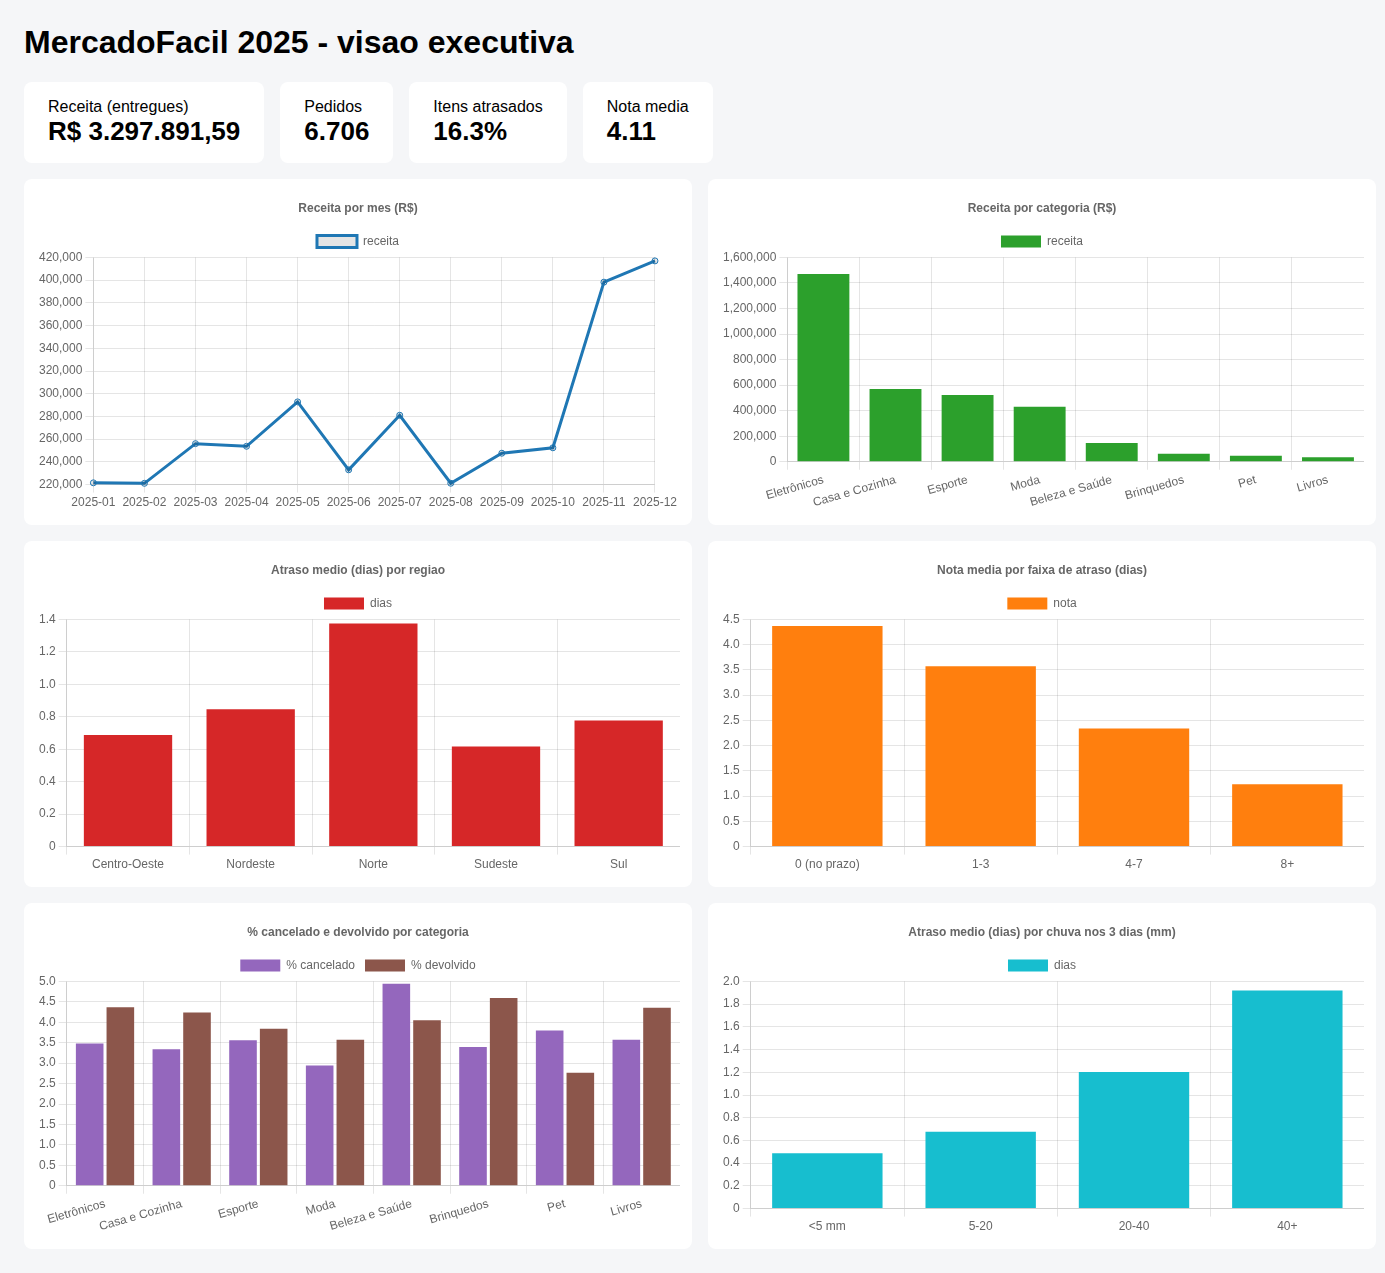 MercadoFacil 2025 - visao executiva
Receita (entregues)
R$ 3.297.891,59
Pedidos
6.706
Itens atrasados
16.3%
Nota media
4.11
Receita por mes (R$)
receita
420,000
400,000
380,000
360,000
340,000
320,000
300,000
280,000
260,000
240,000
220,000
2025-01 2025-02 2025-03 2025-04 2025-05 2025-06 2025-07 2025-08 2025-09 2025-10 2025-11 2025-12
Receita por categoria (R$)
receita
1,600,000
1,400,000
1,200,000
1,000,000
800,000
600,000
400,000
200,000
0
Eletrônicos Casa e Cozinha Esporte Moda Beleza e Saúde Brinquedos Pet Livros
Atraso medio (dias) por regiao
dias
1.4
1.2
1.0
0.8
0.6
0.4
0.2
0
Centro-Oeste Nordeste Norte Sudeste Sul
Nota media por faixa de atraso (dias)
nota
4.5
4.0
3.5
3.0
2.5
2.0
1.5
1.0
0.5
0
0 (no prazo) 1-3 4-7 8+
% cancelado e devolvido por categoria
% cancelado % devolvido
5.0
4.5
4.0
3.5
3.0
2.5
2.0
1.5
1.0
0.5
0
Eletrônicos Casa e Cozinha Esporte Moda Beleza e Saúde Brinquedos Pet Livros
Atraso medio (dias) por chuva nos 3 dias (mm)
dias
2.0
1.8
1.6
1.4
1.2
1.0
0.8
0.6
0.4
0.2
0
<5 mm 5-20 20-40 40+